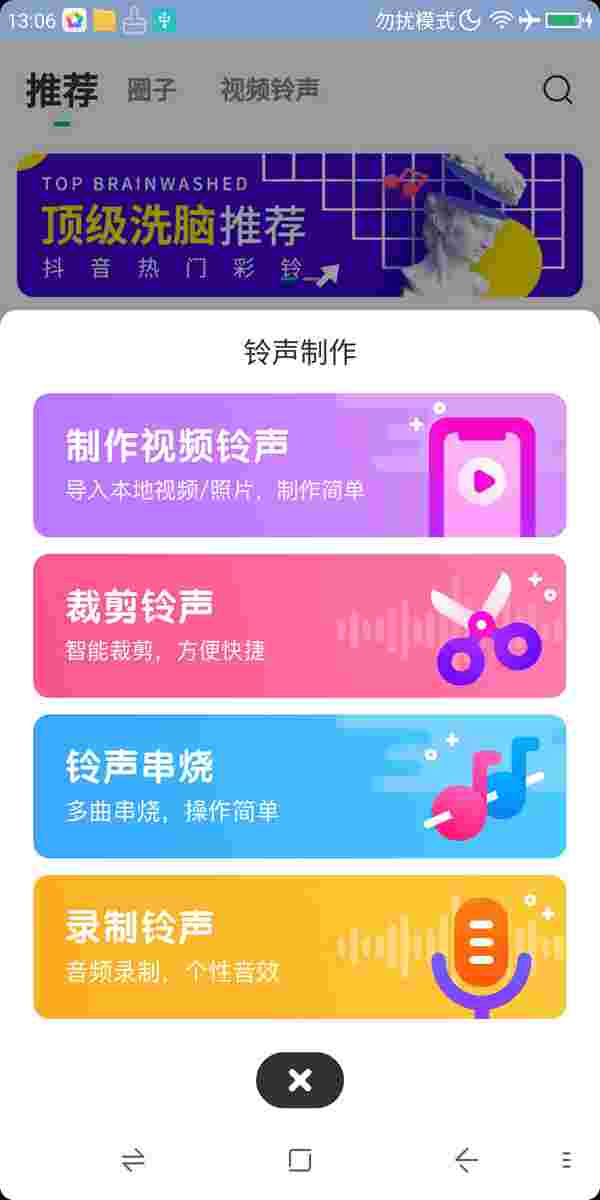 13:06 勿扰模式
推荐 圈子 视频铃声
TOP BRAINWASHED
顶级洗脑推荐
抖音热门彩铃
铃声制作
制作视频铃声
导入本地视频/照片，制作简单
裁剪铃声
智能裁剪，方便快捷
铃声串烧
多曲串烧，操作简单
录制铃声
音频录制，个性音效